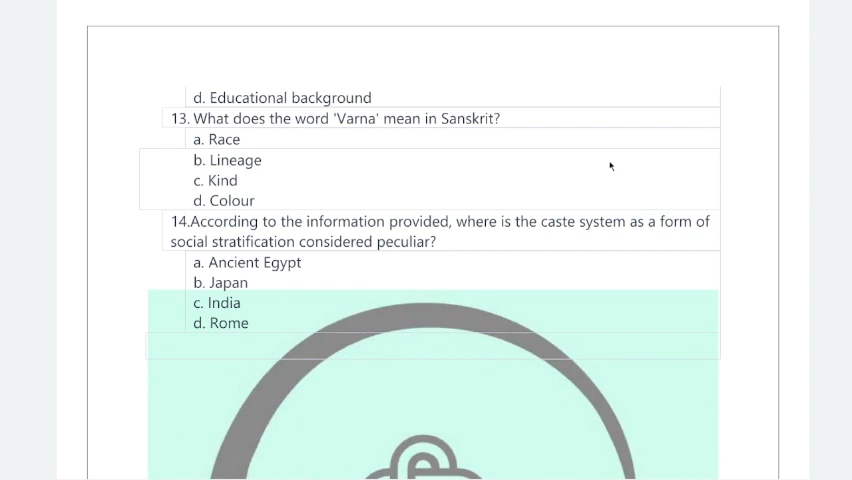 d. Educational background
13. What does the word 'Varna' mean in Sanskrit?
a. Race
b. Lineage
c. Kind
d. Colour
14.According to the information provided, where is the caste system as a form of
social stratification considered peculiar?
a. Ancient Egypt
b. Japan
c. India
d. Rome